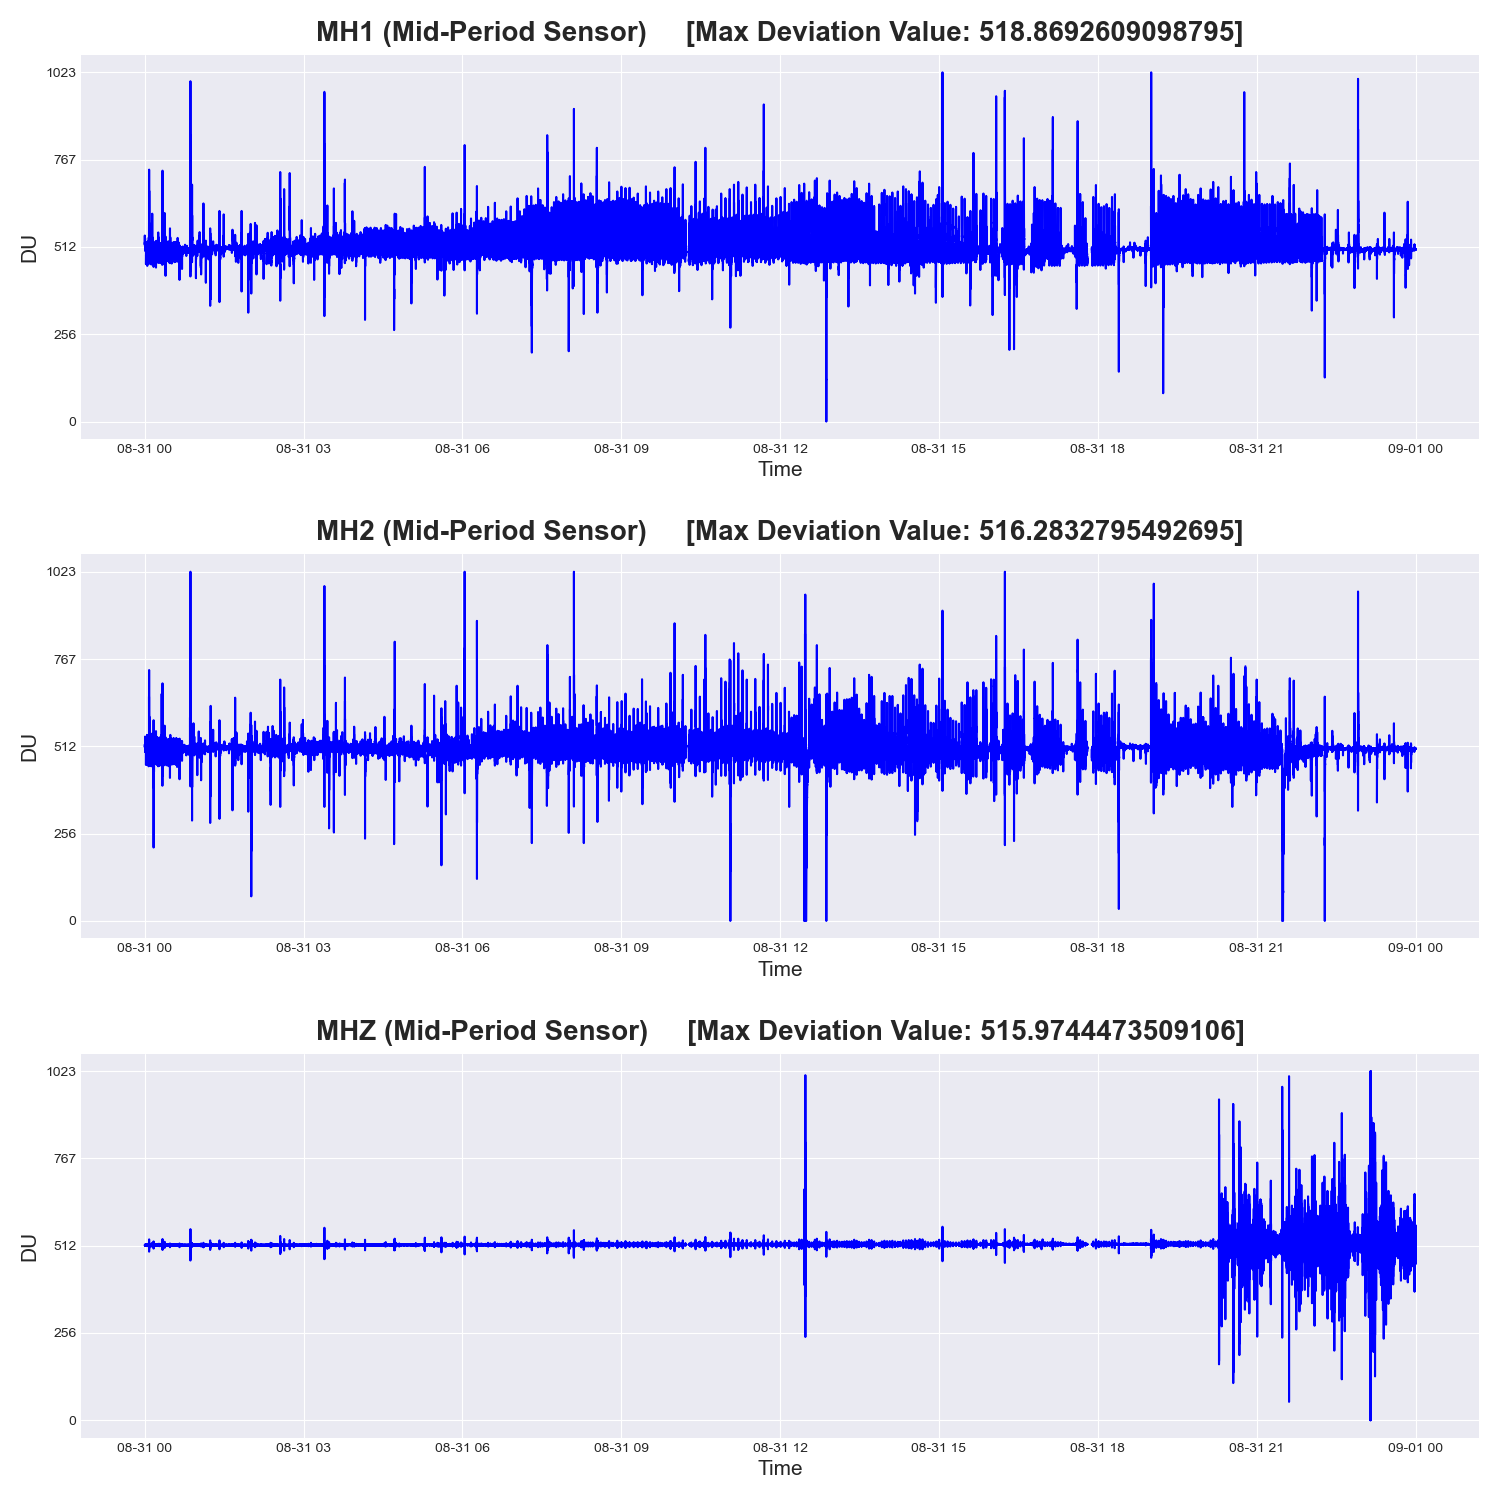 MH1 (Mid-Period Sensor) [Max Deviation Value: 518.8692609098795]
1023
767
512
256
0
DU
08-31 00 08-31 03 08-31 06 08-31 09 08-31 12 08-31 15 08-31 18 08-31 21 09-01 00
Time
MH2 (Mid-Period Sensor) [Max Deviation Value: 516.2832795492695]
1023
767
512
256
0
DU
08-31 00 08-31 03 08-31 06 08-31 09 08-31 12 08-31 15 08-31 18 08-31 21 09-01 00
Time
MHZ (Mid-Period Sensor) [Max Deviation Value: 515.9744473509106]
1023
767
512
256
0
DU
08-31 00 08-31 03 08-31 06 08-31 09 08-31 12 08-31 15 08-31 18 08-31 21 09-01 00
Time